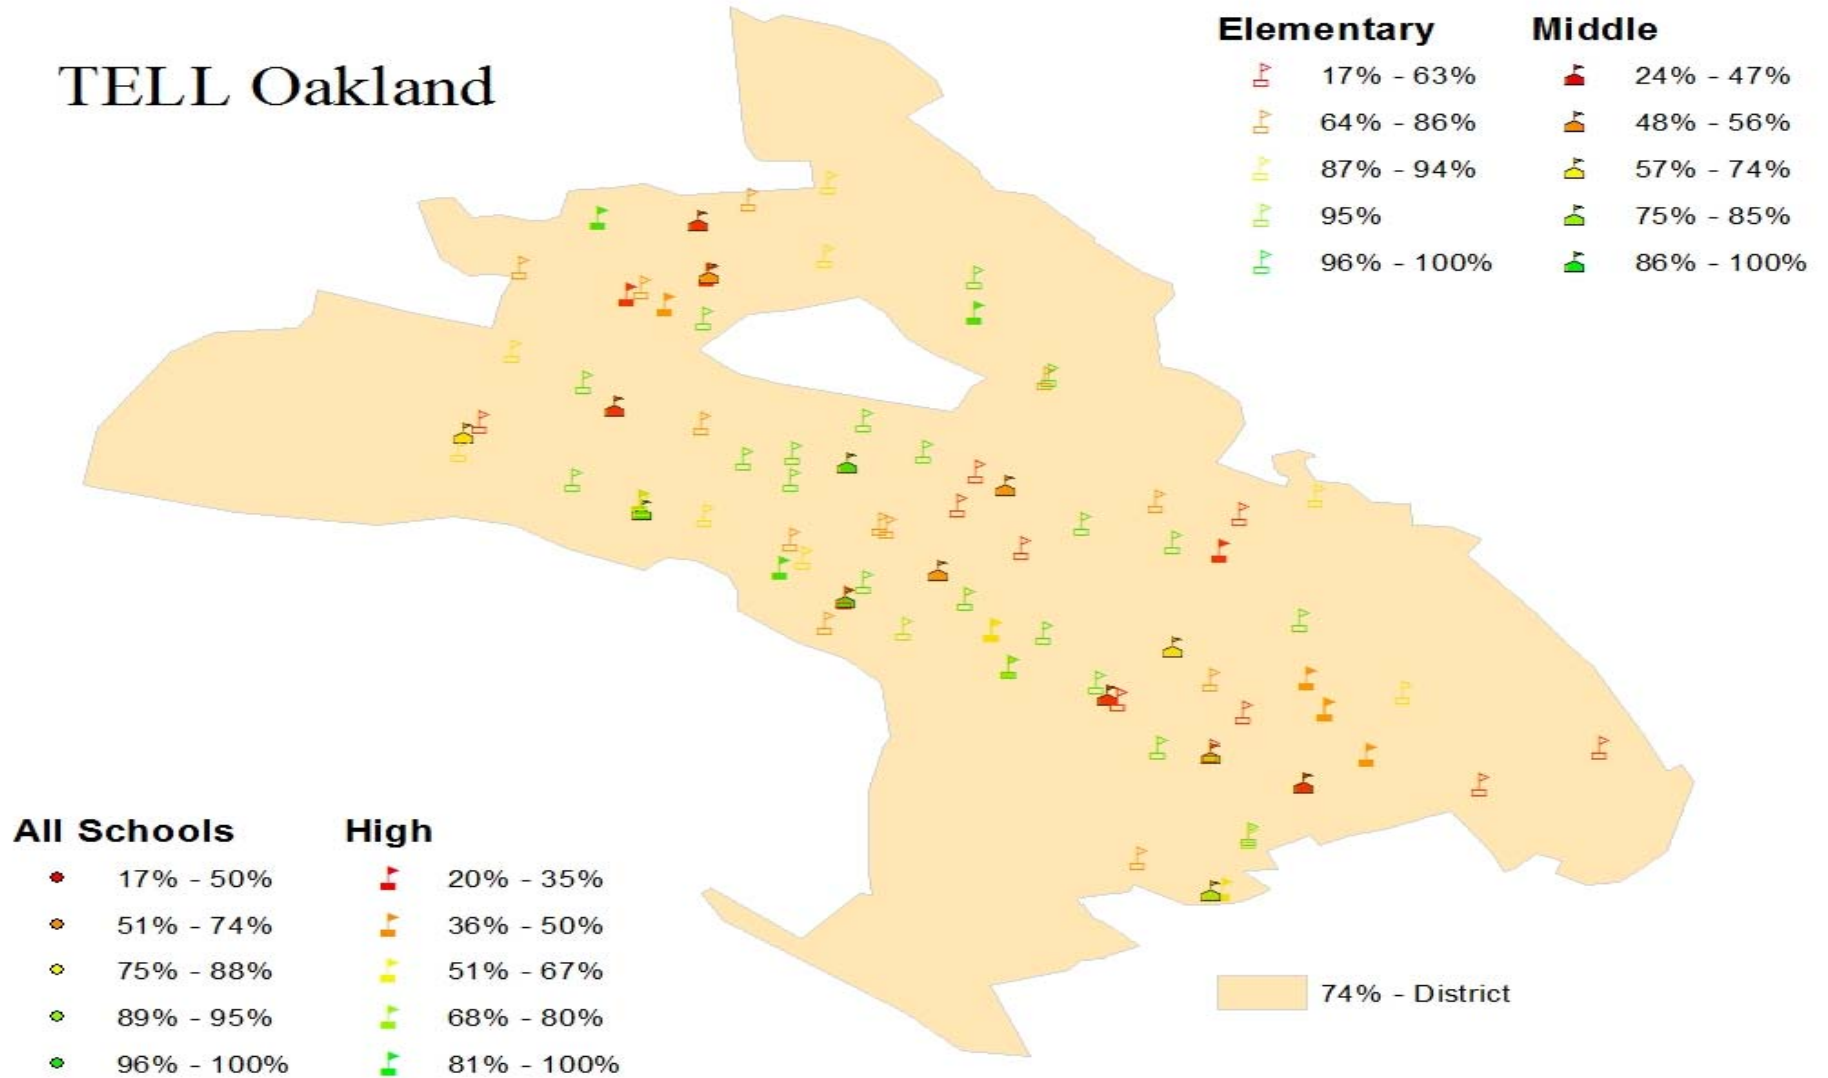 TELL Oakland
Elementary
17% - 63%
64% - 86%
87% - 94%
95%
96% - 100%
Middle
24% - 47%
48% - 56%
57% - 74%
75% - 85%
86% - 100%
All Schools
17% - 50%
51% - 74%
75% - 88%
89% - 95%
96% - 100%
High
20% - 35%
36% - 50%
51% - 67%
68% - 80%
81% - 100%
74% - District